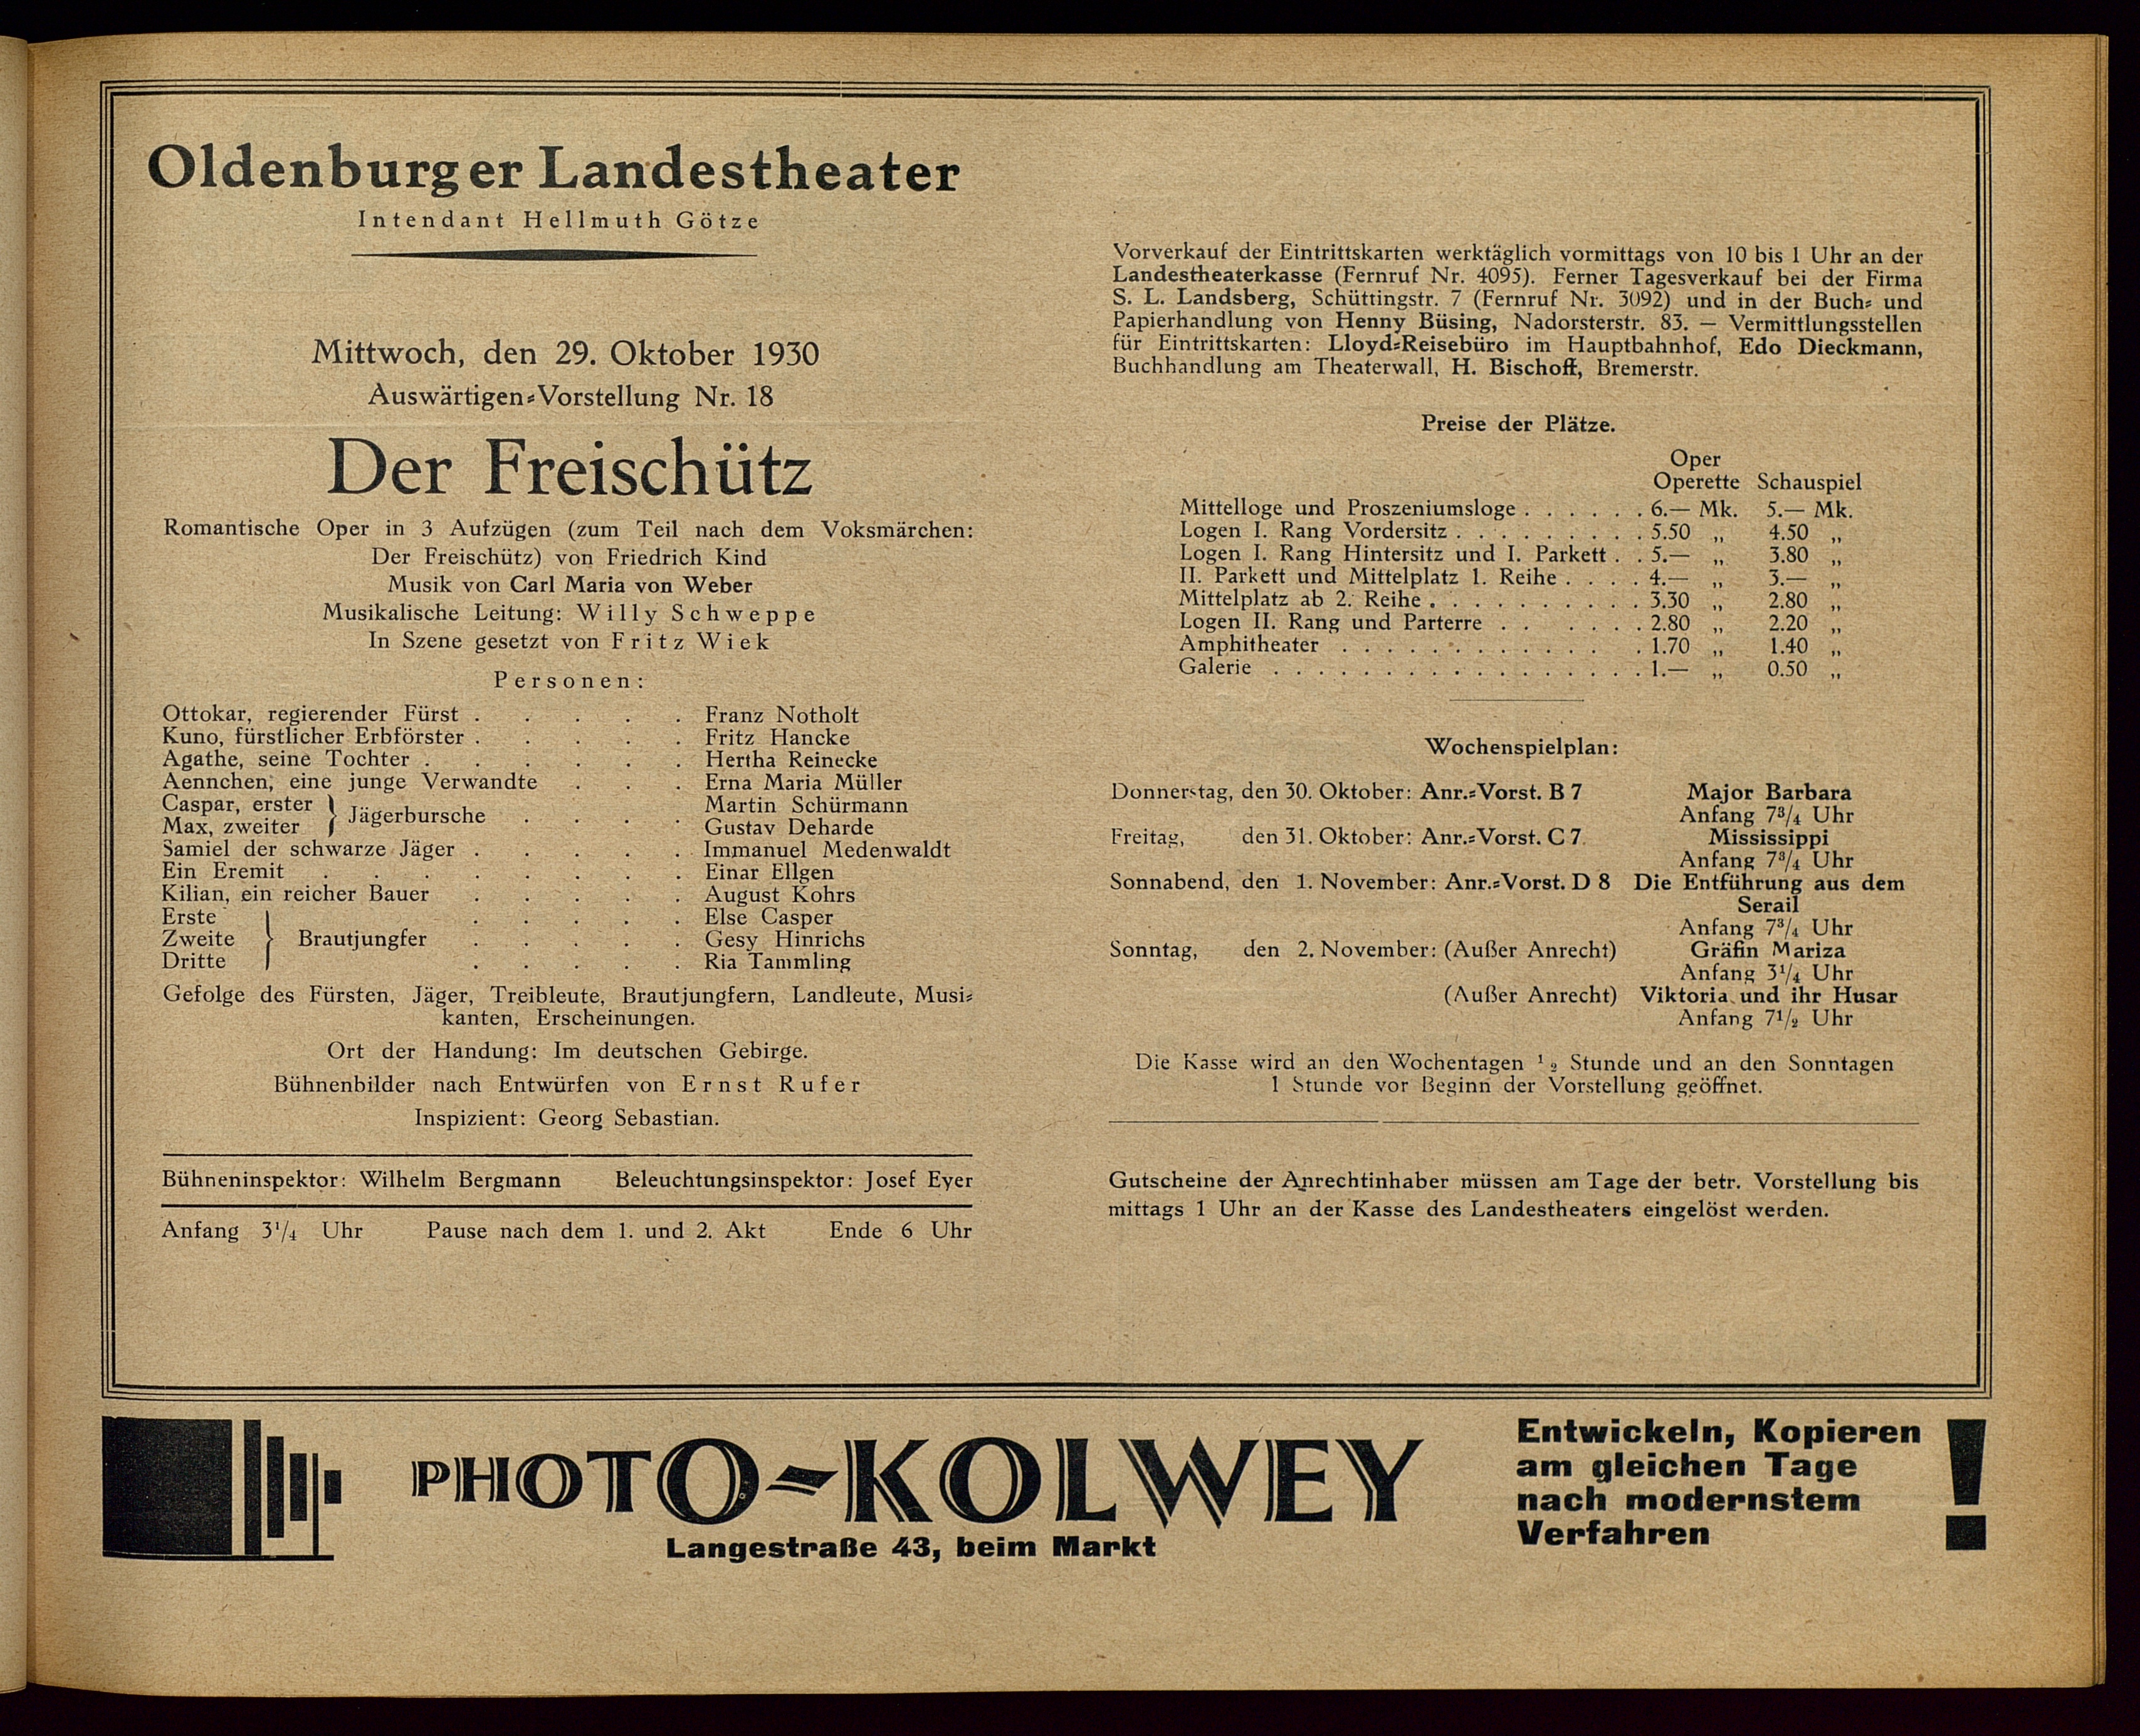 Oldenburger Landestheater
Intendant Hellmuth Götze
Mittwoch, den 29. Oktober 1930
Auswärtigen-Vorstellung Nr. 18
Der Freischütz
Romantische Oper in 3 Aufzügen (zum Teil nach dem Voksmärchen:
Der Freischütz) von Friedrich Kind
Musik von Carl Maria von Weber
Musikalische Leitung: Willy Schweppe
In Szene gesetzt von Fritz Wiek
Personen:
Ottokar, regierender Fürst . . . . . Franz Notholt
Kuno, fürstlicher Erbförster . . . . . Fritz Hancke
Agathe, seine Tochter . . . . . . Hertha Reinecke
Aennchen, eine junge Verwandte . . . Erna Maria Müller
Caspar, erster } Jägerbursche . . . . Martin Schürmann
Max, zweiter Gustav Deharde
Samiel der schwarze Jäger . . . . . Immanuel Medenwaldt
Ein Eremit . . . . . . . . Einar Ellgen
Kilian, ein reicher Bauer . . . . . August Kohrs
Erste . . . . . Else Casper
Zweite } Brautjungfer . . . . . Gesy Hinrichs
Dritte . . . . . Ria Tammling
Gefolge des Fürsten, Jäger, Treibleute, Brautjungfern, Landleute, Musi-
kanten, Erscheinungen.
Ort der Handung: Im deutschen Gebirge.
Bühnenbilder nach Entwürfen von Ernst Rufer
Inspizient: Georg Sebastian.
Bühneninspektor: Wilhelm Bergmann Beleuchtungsinspektor: Josef Eyer
Anfang 3¹/₄ Uhr Pause nach dem 1. und 2. Akt Ende 6 Uhr
Vorverkauf der Eintrittskarten werktäglich vormittags von 10 bis 1 Uhr an der
Landestheaterkasse (Fernruf Nr. 4095). Ferner Tagesverkauf bei der Firma
S. L. Landsberg, Schüttingstr. 7 (Fernruf Nr. 3092) und in der Buch- und
Papierhandlung von Henny Büsing, Nadorsterstr. 83. — Vermittlungsstellen
für Eintrittskarten: Lloyd-Reisebüro im Hauptbahnhof, Edo Dieckmann,
Buchhandlung am Theaterwall, H. Bischoff, Bremerstr.
Preise der Plätze.
Oper
Operette Schauspiel
Mittelloge und Proszeniumsloge . . . . . . 6.— Mk. 5.— Mk.
Logen I. Rang Vordersitz . . . . . . . . . 5.50 „ 4.50 „
Logen I. Rang Hintersitz und I. Parkett . . 5.— „ 3.80 „
II. Parkett und Mittelplatz 1. Reihe . . . . 4.— „ 3.— „
Mittelplatz ab 2. Reihe . . . . . . . . . . 3.30 „ 2.80 „
Logen II. Rang und Parterre . . . . . . 2.80 „ 2.20 „
Amphitheater . . . . . . . . . . . . 1.70 „ 1.40 „
Galerie . . . . . . . . . . . . . . . . . 1.— „ 0.50 „
Wochenspielplan:
Donnerstag, den 30. Oktober: Anr.-Vorst. B 7 Major Barbara
Anfang 7³/₄ Uhr
Freitag, den 31. Oktober: Anr.-Vorst. C 7 Mississippi
Anfang 7³/₄ Uhr
Sonnabend, den 1. November: Anr.-Vorst. D 8 Die Entführung aus dem
Serail
Anfang 7³/₄ Uhr
Sonntag, den 2. November: (Außer Anrecht) Gräfin Mariza
Anfang 3¹/₄ Uhr
(Außer Anrecht) Viktoria und ihr Husar
Anfang 7¹/₂ Uhr
Die Kasse wird an den Wochentagen ¹ ₂ Stunde und an den Sonntagen
1 Stunde vor Beginn der Vorstellung geöffnet.
Gutscheine der Anrechtinhaber müssen am Tage der betr. Vorstellung bis
mittags 1 Uhr an der Kasse des Landestheaters eingelöst werden.
PHOTO-KOLWEY
Langestraße 43, beim Markt
Entwickeln, Kopieren
am gleichen Tage
nach modernstem
Verfahren !